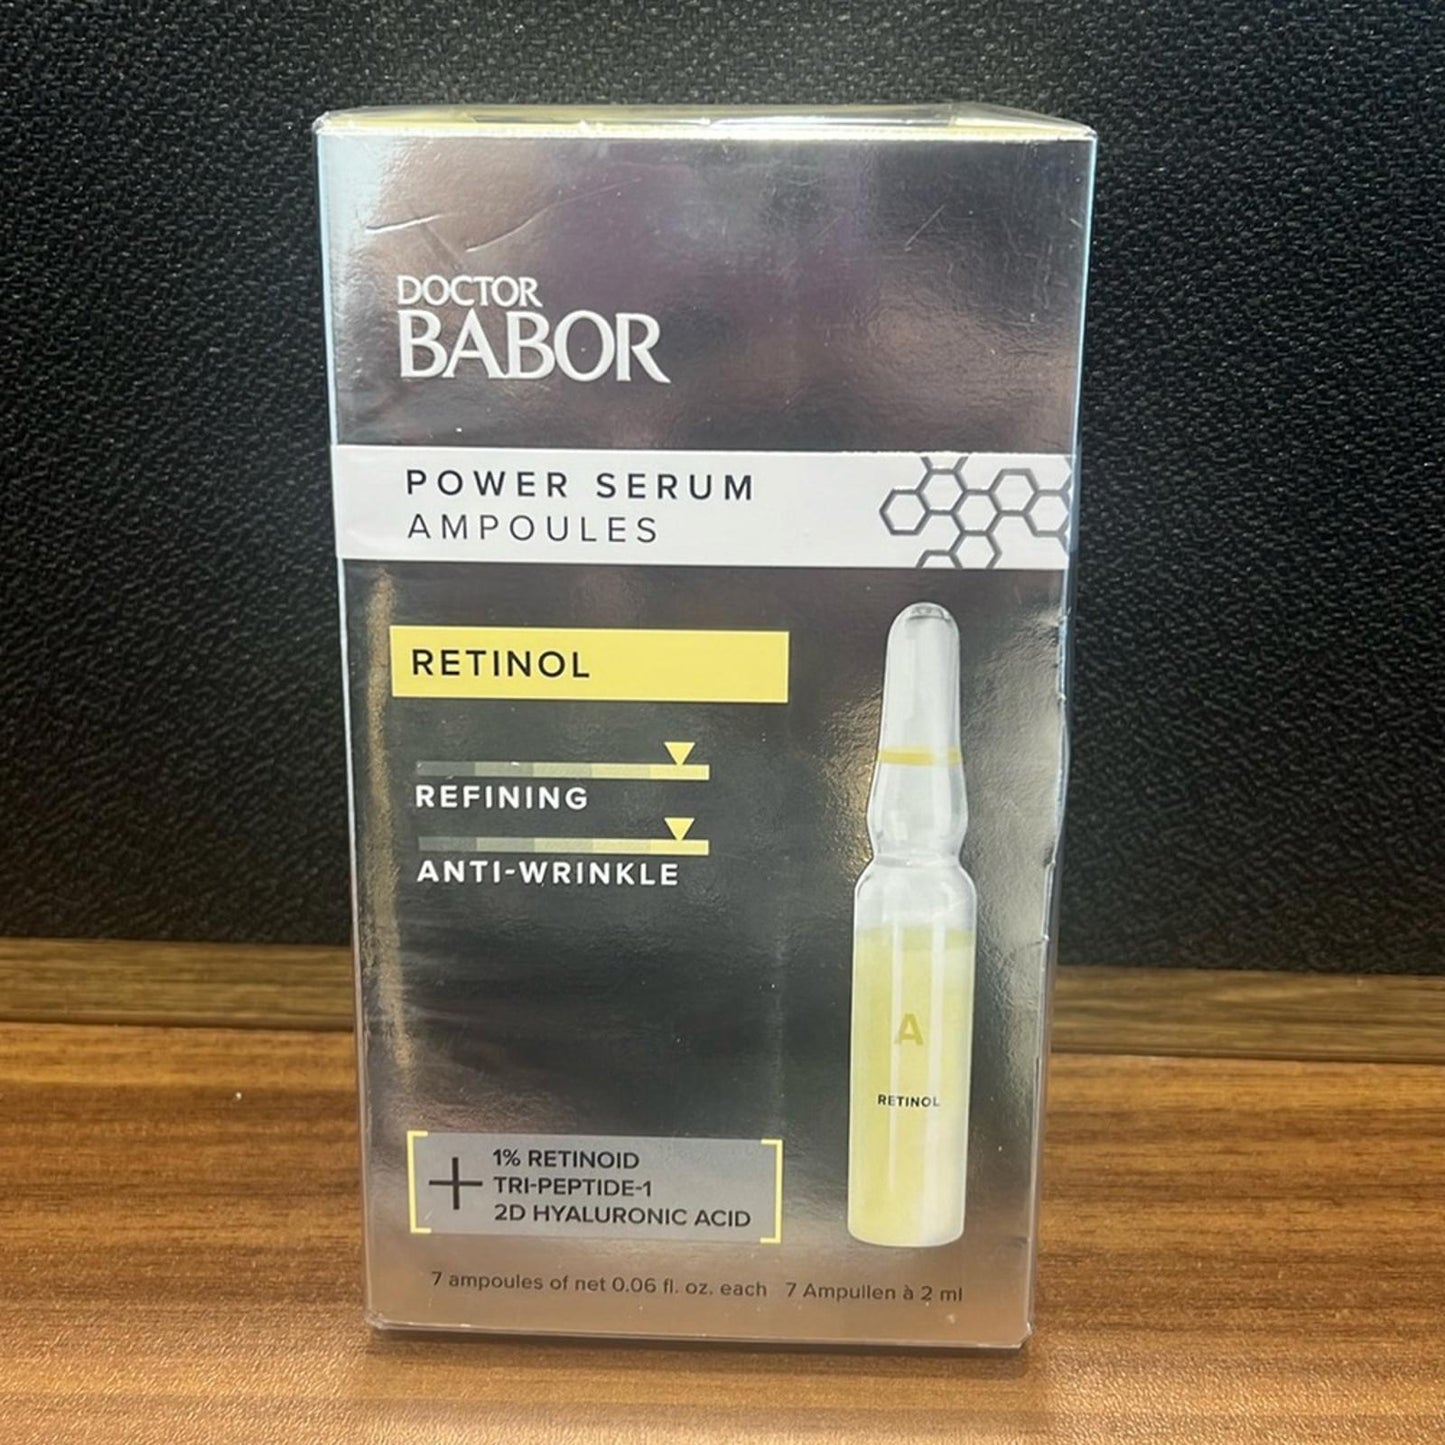 DOCTOR
BABOR
POWER SERUM
AMPOULES
RETINOL
REFINING
ANTI-WRINKLE
A
RETINOL
+ 1% RETINOID
TRI-PEPTIDE-1
2D HYALURONIC ACID
7 ampoules of net 0.06 fl. oz. each 7 Ampullen à 2 ml